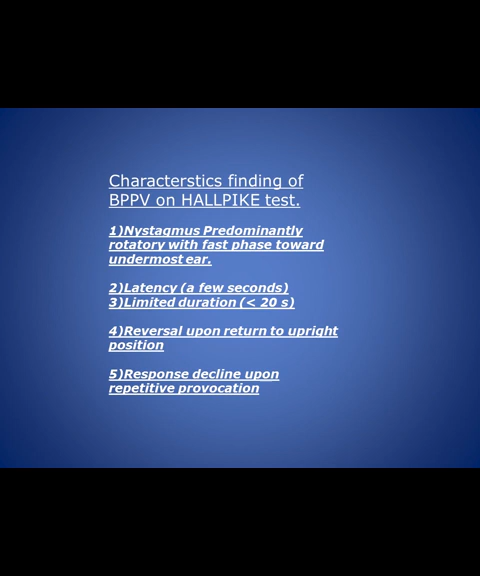 Characterstics finding of
BPPV on HALLPIKE test.
1)Nystagmus Predominantly
rotatory with fast phase toward
undermost ear.
2)Latency (a few seconds)
3)Limited duration (< 20 s)
4)Reversal upon return to upright
position
5)Response decline upon
repetitive provocation